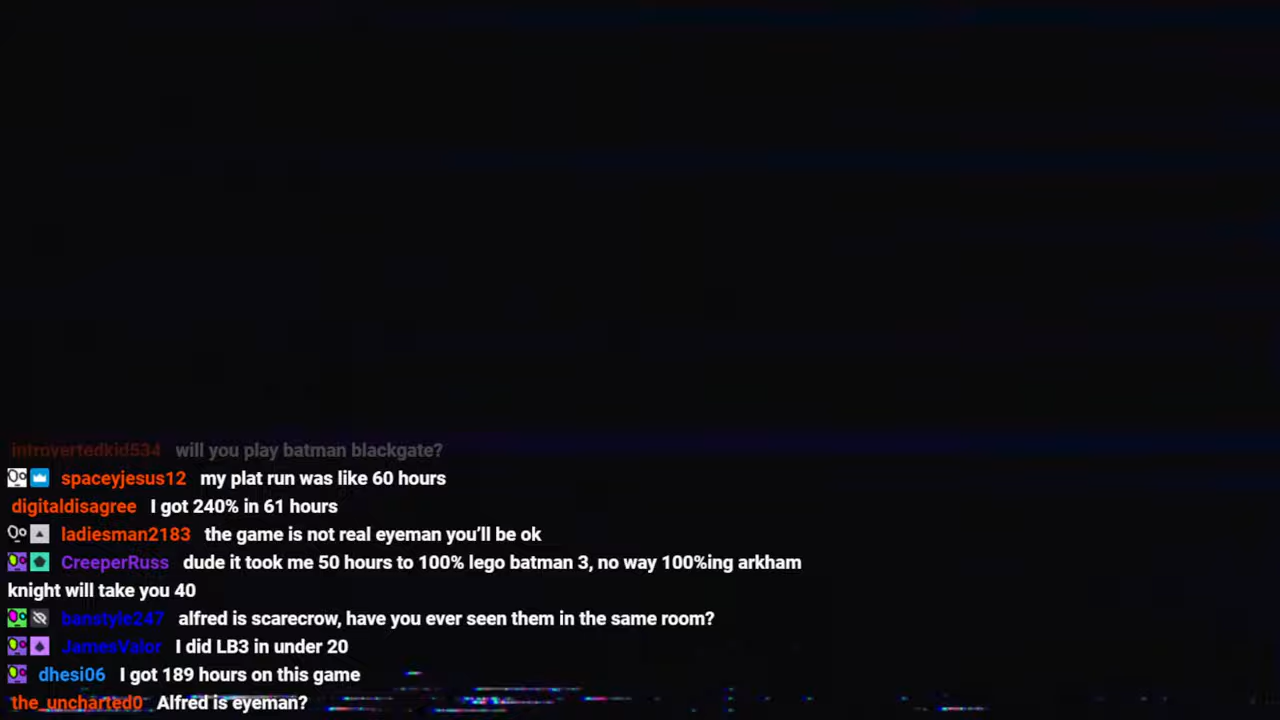 introvertedkid534 will you play batman blackgate?
spaceyjesus12 my plat run was like 60 hours
digitaldisagree I got 240% in 61 hours
ladiesman2183 the game is not real eyeman you’ll be ok
CreeperRuss dude it took me 50 hours to 100% lego batman 3, no way 100%ing arkham
knight will take you 40
banstyle247 alfred is scarecrow, have you ever seen them in the same room?
JamesValor I did LB3 in under 20
dhesi06 I got 189 hours on this game
the_uncharted0 Alfred is eyeman?